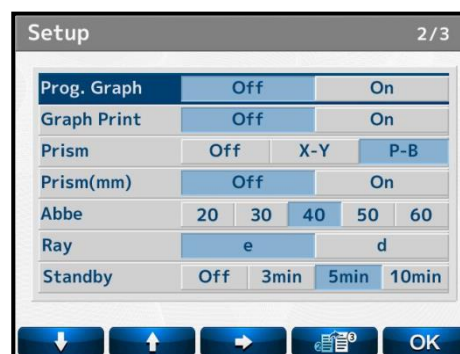 Setup 2/3
Prog. Graph Off On
Graph Print Off On
Prism Off X-Y P-B
Prism(mm) Off On
Abbe 20 30 40 50 60
Ray e d
Standby Off 3min 5min 10min
OK